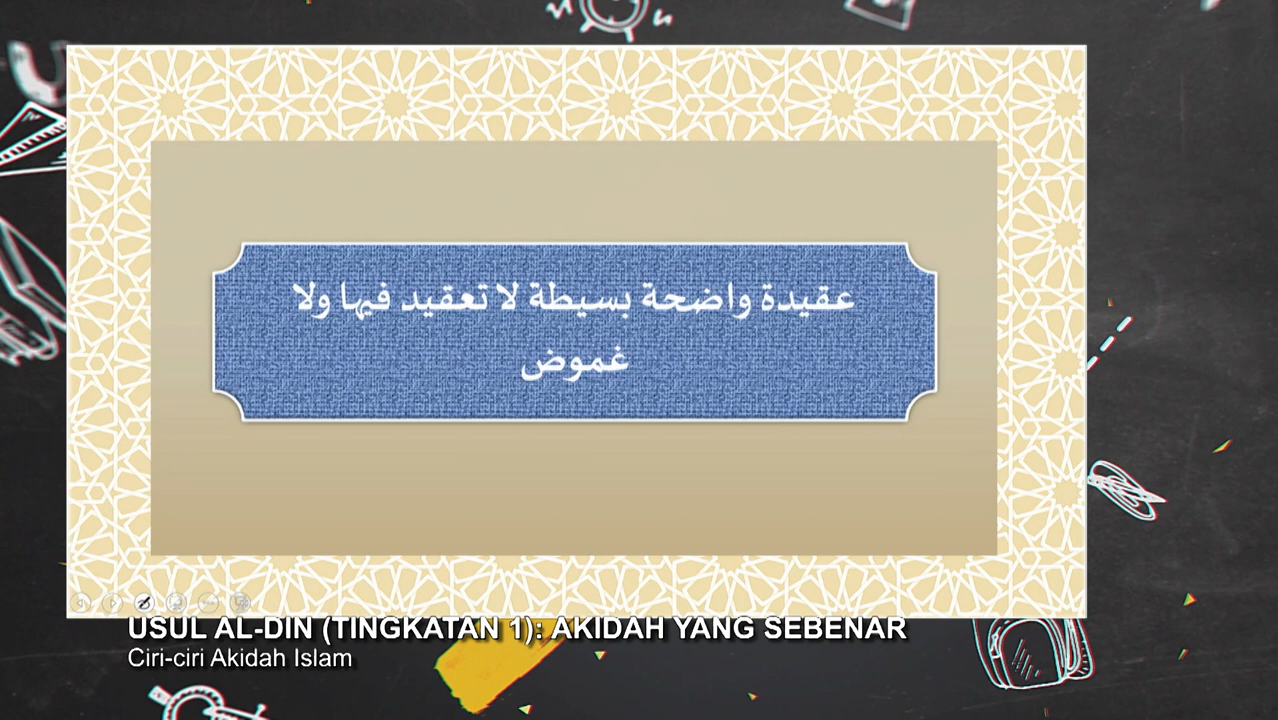 عقيدة واضحة بسيطة لا تعقيد فيها ولا
غموض
USUL AL-DIN (TINGKATAN 1): AKIDAH YANG SEBENAR
Ciri-ciri Akidah Islam